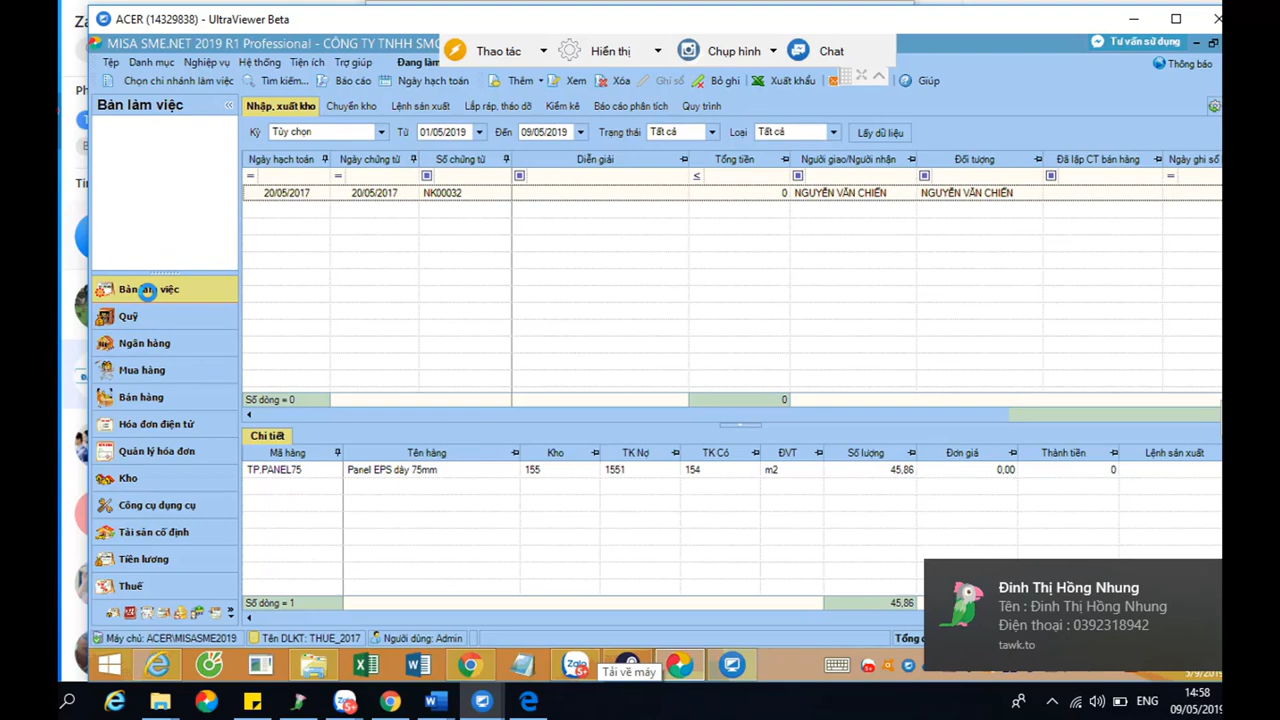 ACER (14329838) - UltraViewer Beta
MISA SME.NET 2019 R1 Professional - CÔNG TY TNHH SMC
Thao tác Hiển thị Chụp hình Chat
Tư vấn sử dụng
Tệp Danh mục Nghiệp vụ Hệ thống Tiện ích Trợ giúp Đang làm
Thông báo
Chọn chi nhánh làm việc Tìm kiếm... Báo cáo Ngày hạch toán Thêm Xem Xóa Ghi sổ Bỏ ghi Xuất khẩu Giúp
Bàn làm việc
Nhập, xuất kho Chuyển kho Lệnh sản xuất Lắp ráp, tháo dỡ Kiểm kê Báo cáo phân tích Quy trình
Kỳ Tùy chọn Từ 01/05/2019 Đến 09/05/2019 Trạng thái Tất cả Loại Tất cả Lấy dữ liệu
Ngày hạch toán Ngày chứng từ Số chứng từ Diễn giải Tổng tiền Người giao/Người nhận Đối tượng Đã lập CT bán hàng Ngày ghi sổ
= = ≤ =
20/05/2017 20/05/2017 NK00032 0 NGUYỄN VĂN CHIẾN NGUYỄN VĂN CHIẾN
Bàn làm việc
Quỹ
Ngân hàng
Mua hàng
Bán hàng
Hóa đơn điện tử
Quản lý hóa đơn
Kho
Công cụ dụng cụ
Tài sản cố định
Tiền lương
Thuế
Số dòng = 0 0
Chi tiết
Mã hàng Tên hàng Kho TK Nợ TK Có ĐVT Số lượng Đơn giá Thành tiền Lệnh sản xuất
TP.PANEL75 Panel EPS dày 75mm 155 1551 154 m2 45,86 0,00 0
Số dòng = 1 45,86
Máy chủ: ACER\MISASME2019 Tên DLKT: THUE_2017 Người dùng: Admin
Đinh Thị Hồng Nhung
Tên : Đinh Thị Hồng Nhung
Điện thoại : 0392318942
tawk.to
Tải về máy
ENG
14:58
09/05/2019